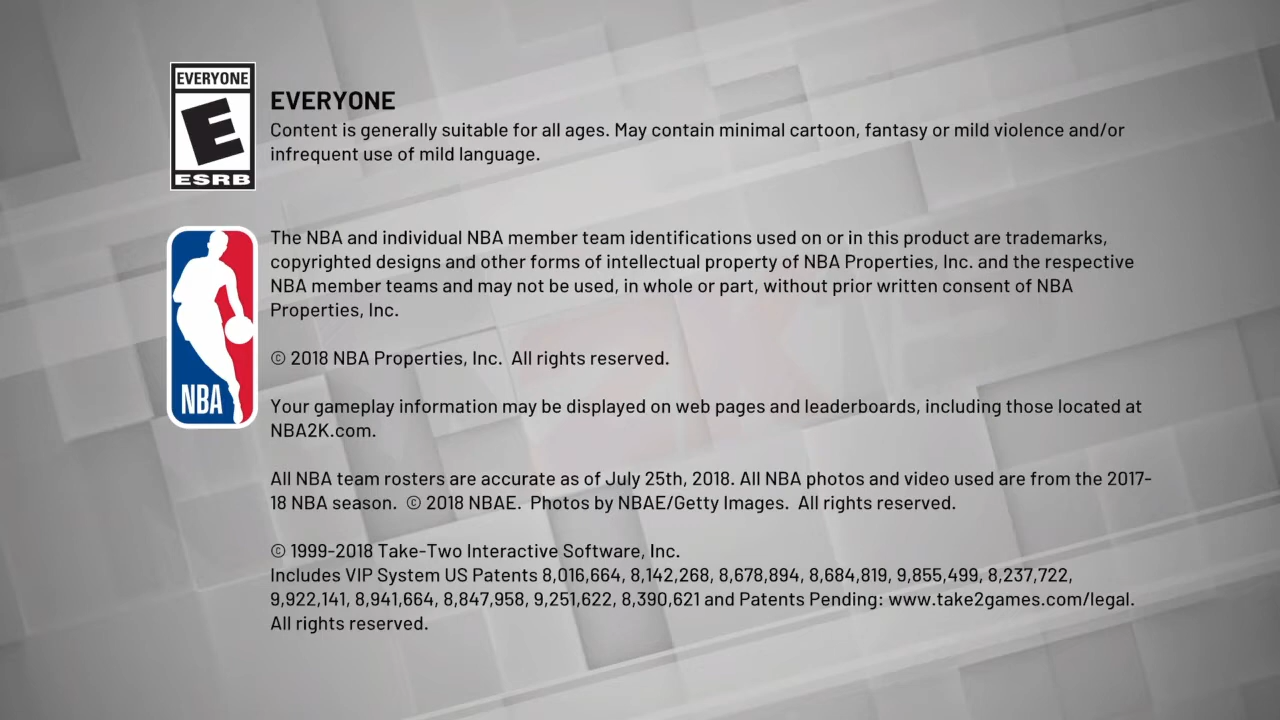 EVERYONE
E
ESRB
EVERYONE
Content is generally suitable for all ages. May contain minimal cartoon, fantasy or mild violence and/or
infrequent use of mild language.
NBA
The NBA and individual NBA member team identifications used on or in this product are trademarks,
copyrighted designs and other forms of intellectual property of NBA Properties, Inc. and the respective
NBA member teams and may not be used, in whole or part, without prior written consent of NBA
Properties, Inc.
© 2018 NBA Properties, Inc.  All rights reserved.
Your gameplay information may be displayed on web pages and leaderboards, including those located at
NBA2K.com.
All NBA team rosters are accurate as of July 25th, 2018. All NBA photos and video used are from the 2017-
18 NBA season.  © 2018 NBAE.  Photos by NBAE/Getty Images.  All rights reserved.
© 1999-2018 Take-Two Interactive Software, Inc.
Includes VIP System US Patents 8,016,664, 8,142,268, 8,678,894, 8,684,819, 9,855,499, 8,237,722,
9,922,141, 8,941,664, 8,847,958, 9,251,622, 8,390,621 and Patents Pending: www.take2games.com/legal.
All rights reserved.